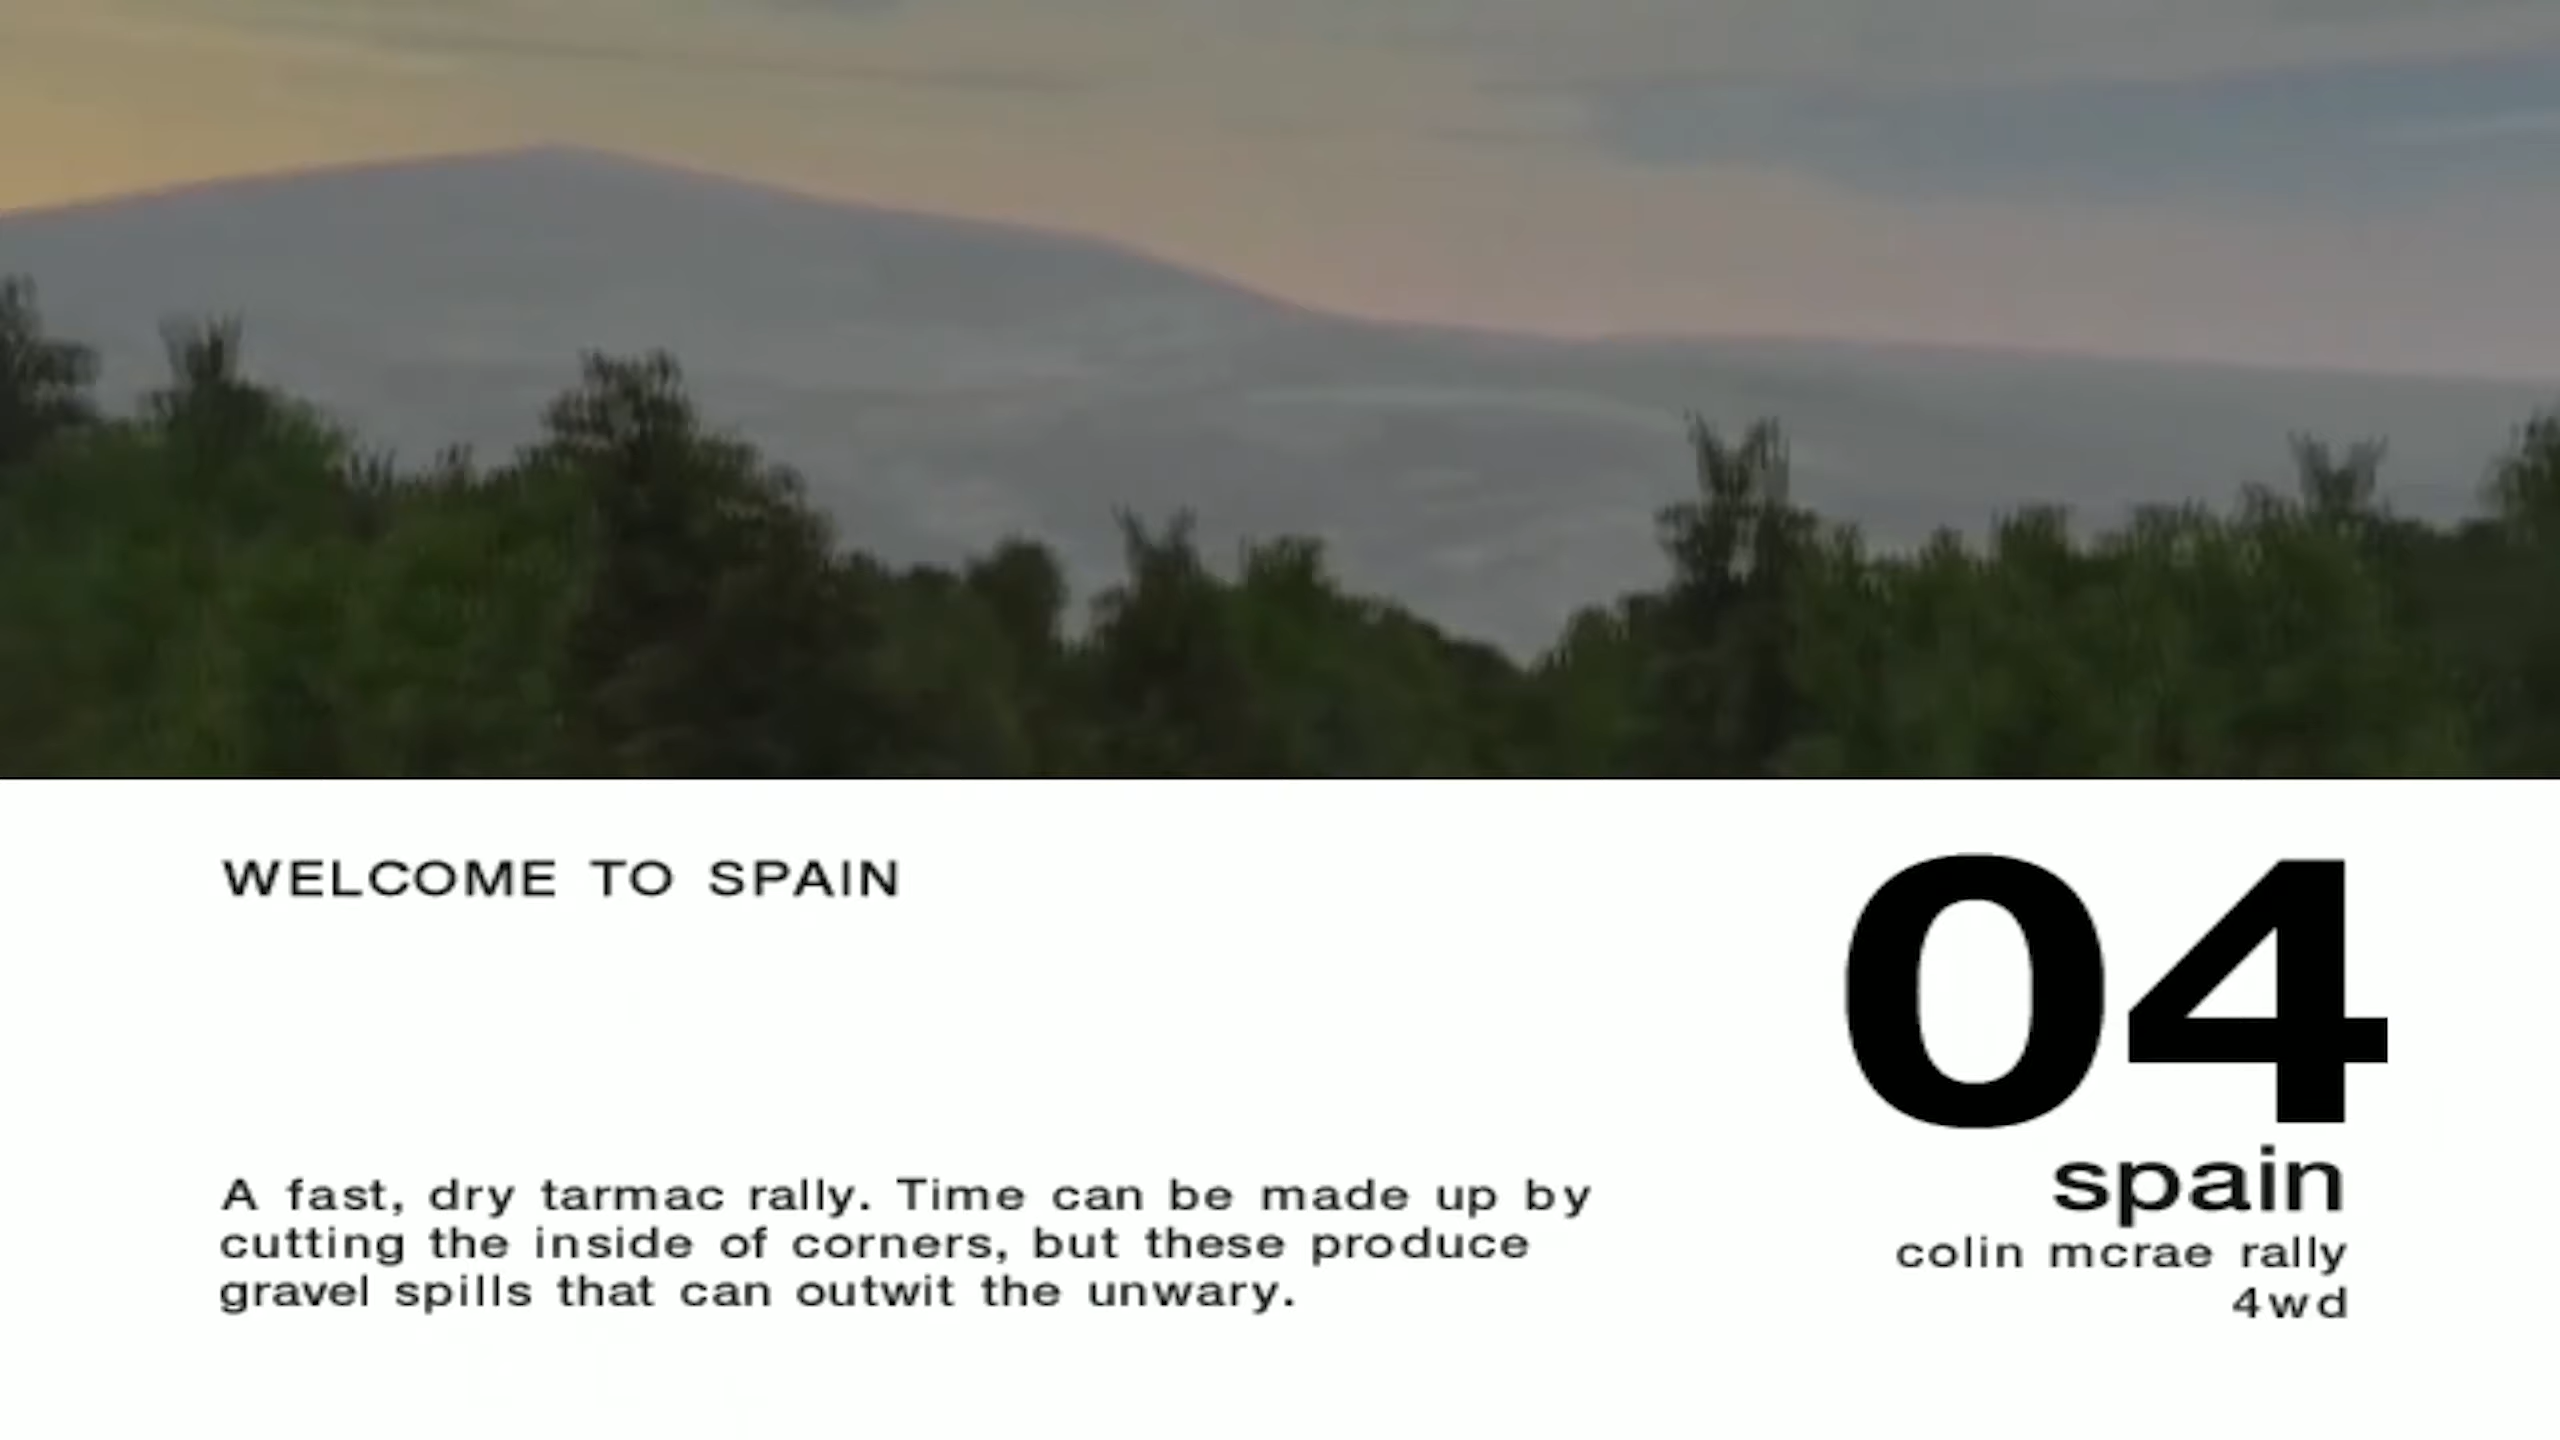 WELCOME TO SPAIN
A fast, dry tarmac rally. Time can be made up by
cutting the inside of corners, but these produce
gravel spills that can outwit the unwary.
04
spain
colin mcrae rally
4wd